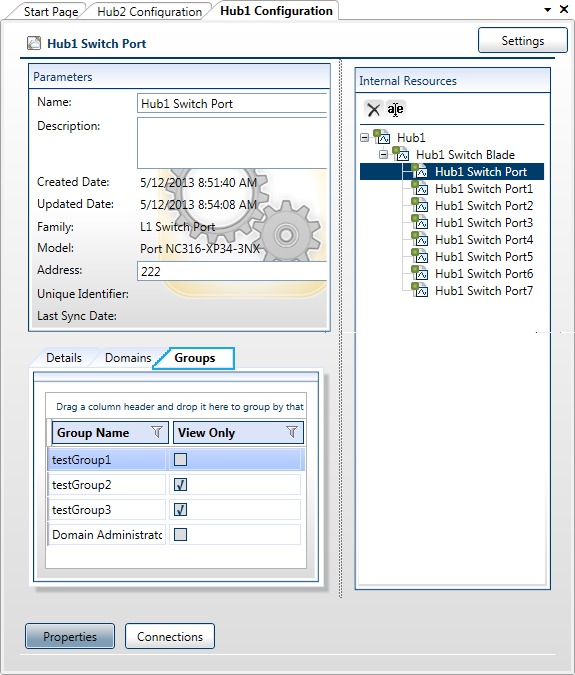 Start Page
Hub2 Configuration
Hub1 Configuration
Hub1 Switch Port
Settings
Parameters
Name:
Hub1 Switch Port
Description:
Created Date:
5/12/2013 8:51:40 AM
Updated Date:
5/12/2013 8:54:08 AM
Family:
L1 Switch Port
Model:
Port NC316-XP34-3NX
Address:
222
Unique Identifier:
Last Sync Date:
Internal Resources
Hub1
Hub1 Switch Blade
Hub1 Switch Port
Hub1 Switch Port1
Hub1 Switch Port2
Hub1 Switch Port3
Hub1 Switch Port4
Hub1 Switch Port5
Hub1 Switch Port6
Hub1 Switch Port7
Details
Domains
Groups
Drag a column header and drop it here to group by that
Group Name
View Only
testGroup1
testGroup2
testGroup3
Domain Administratc
Properties
Connections